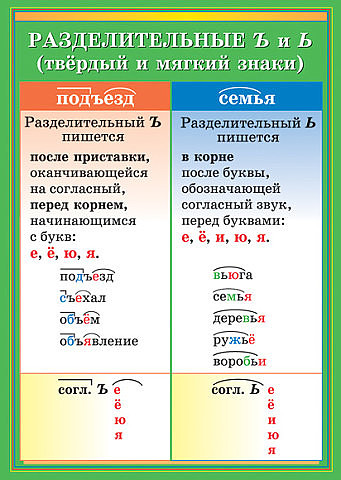 РАЗДЕЛИТЕЛЬНЫЕ Ъ и Ь
(твёрдый и мягкий знаки)
подъезд
Разделительный Ъ
пишется
после приставки,
оканчивающейся
на согласный,
перед корнем,
начинающимся
с букв:
е, ё, ю, я.
подъезд
съехал
объём
объявление
согл. Ъ е
ё
ю
я
семья
Разделительный Ь
пишется
в корне
после буквы,
обозначающей
согласный звук,
перед буквами:
е, ё, и, ю, я.
вьюга
семья
деревья
ружьё
воробьи
согл. Ь е
ё
и
ю
я